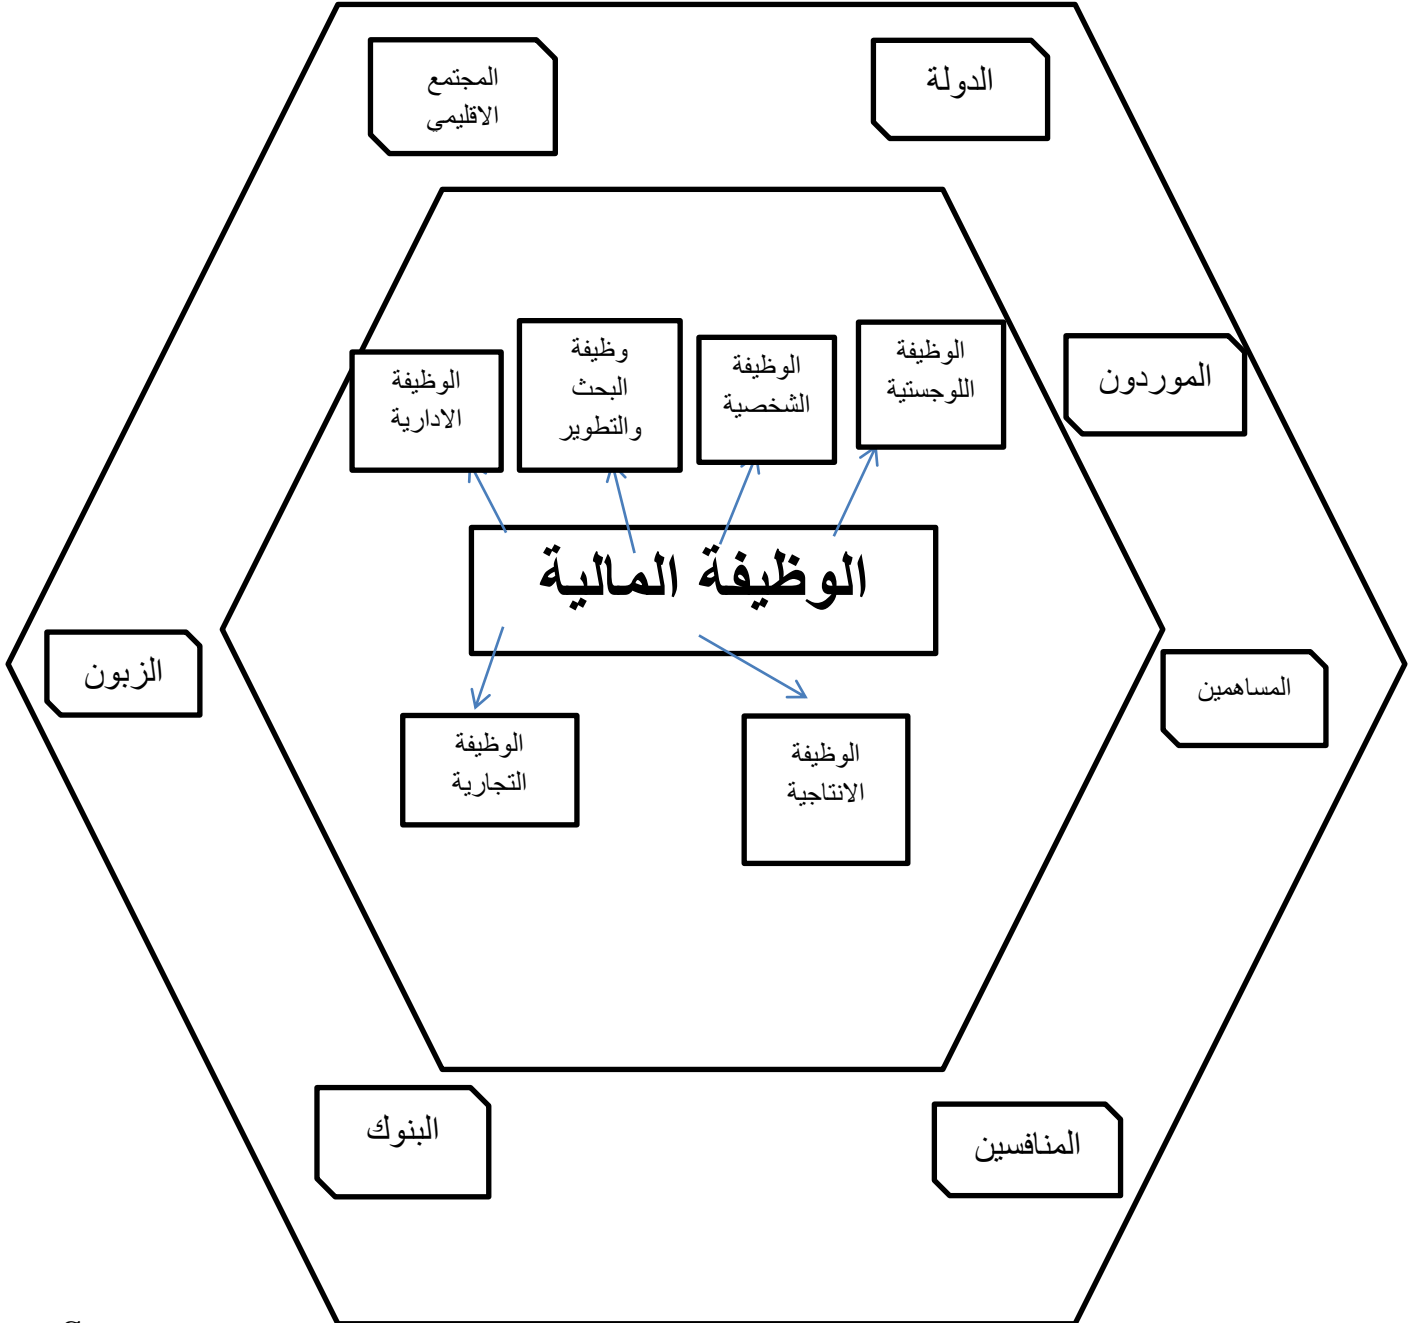 الدولة
المجتمع
الاقليمي
الوظيفة
اللوجستية
الوظيفة
الشخصية
وظيفة
البحث
والتطوير
الوظيفة
الادارية
الموردون
الوظيفة المالية
المساهمين
الزبون
الوظيفة
الانتاجية
الوظيفة
التجارية
المنافسين
البنوك